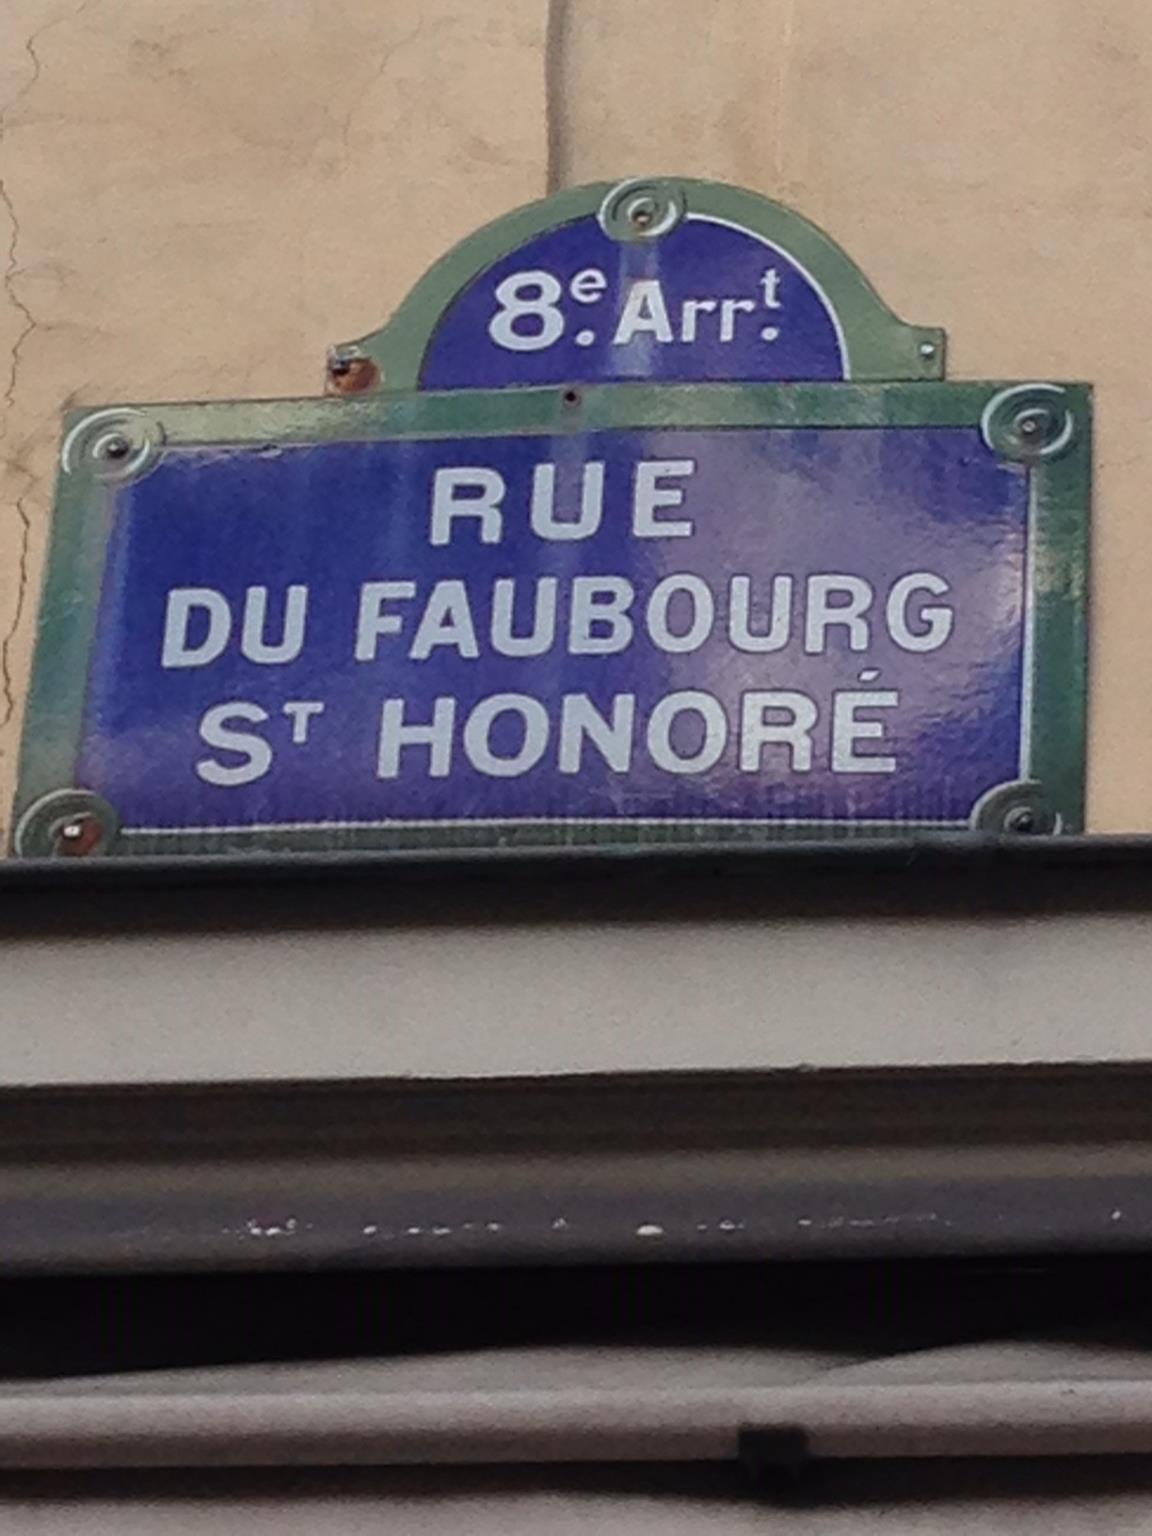 8e. Arrt.
RUE
DU FAUBOURG
ST HONORÉ